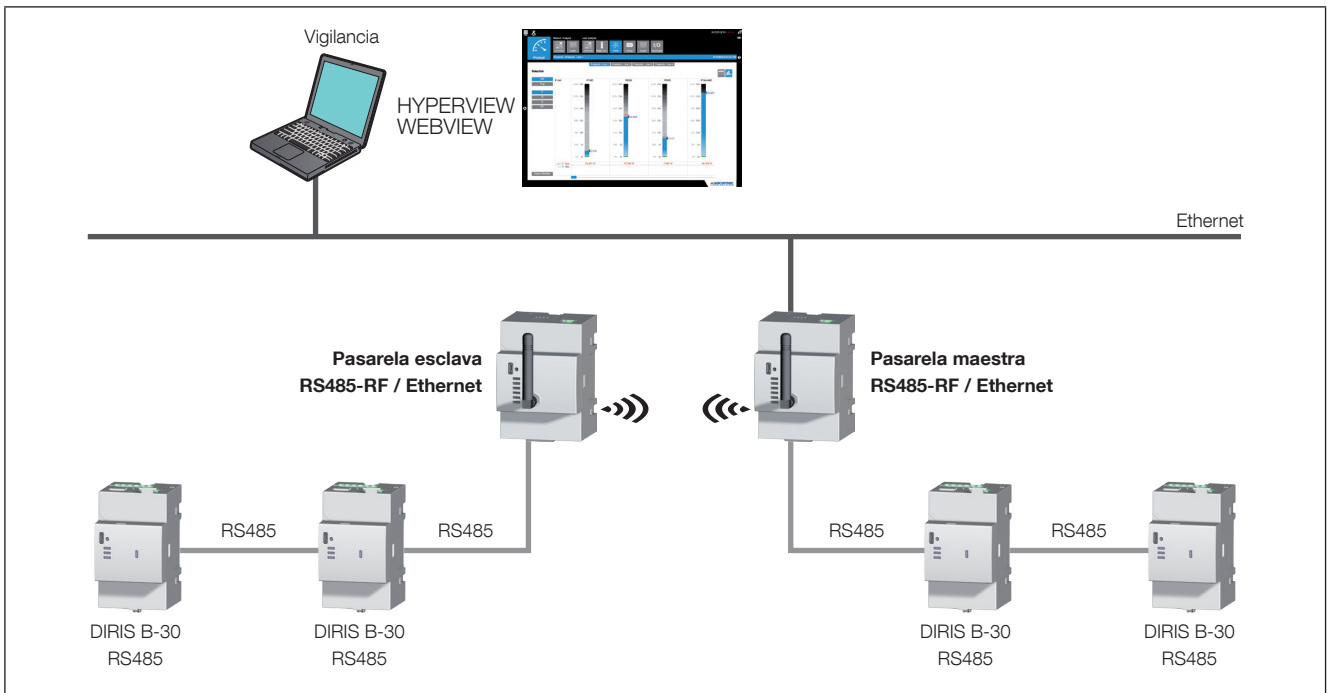 Vigilancia
HYPERVIEW
WEBVIEW
Ethernet
Pasarela esclava
RS485-RF / Ethernet
Pasarela maestra
RS485-RF / Ethernet
RS485
RS485
RS485
RS485
DIRIS B-30
RS485
DIRIS B-30
RS485
DIRIS B-30
RS485
DIRIS B-30
RS485